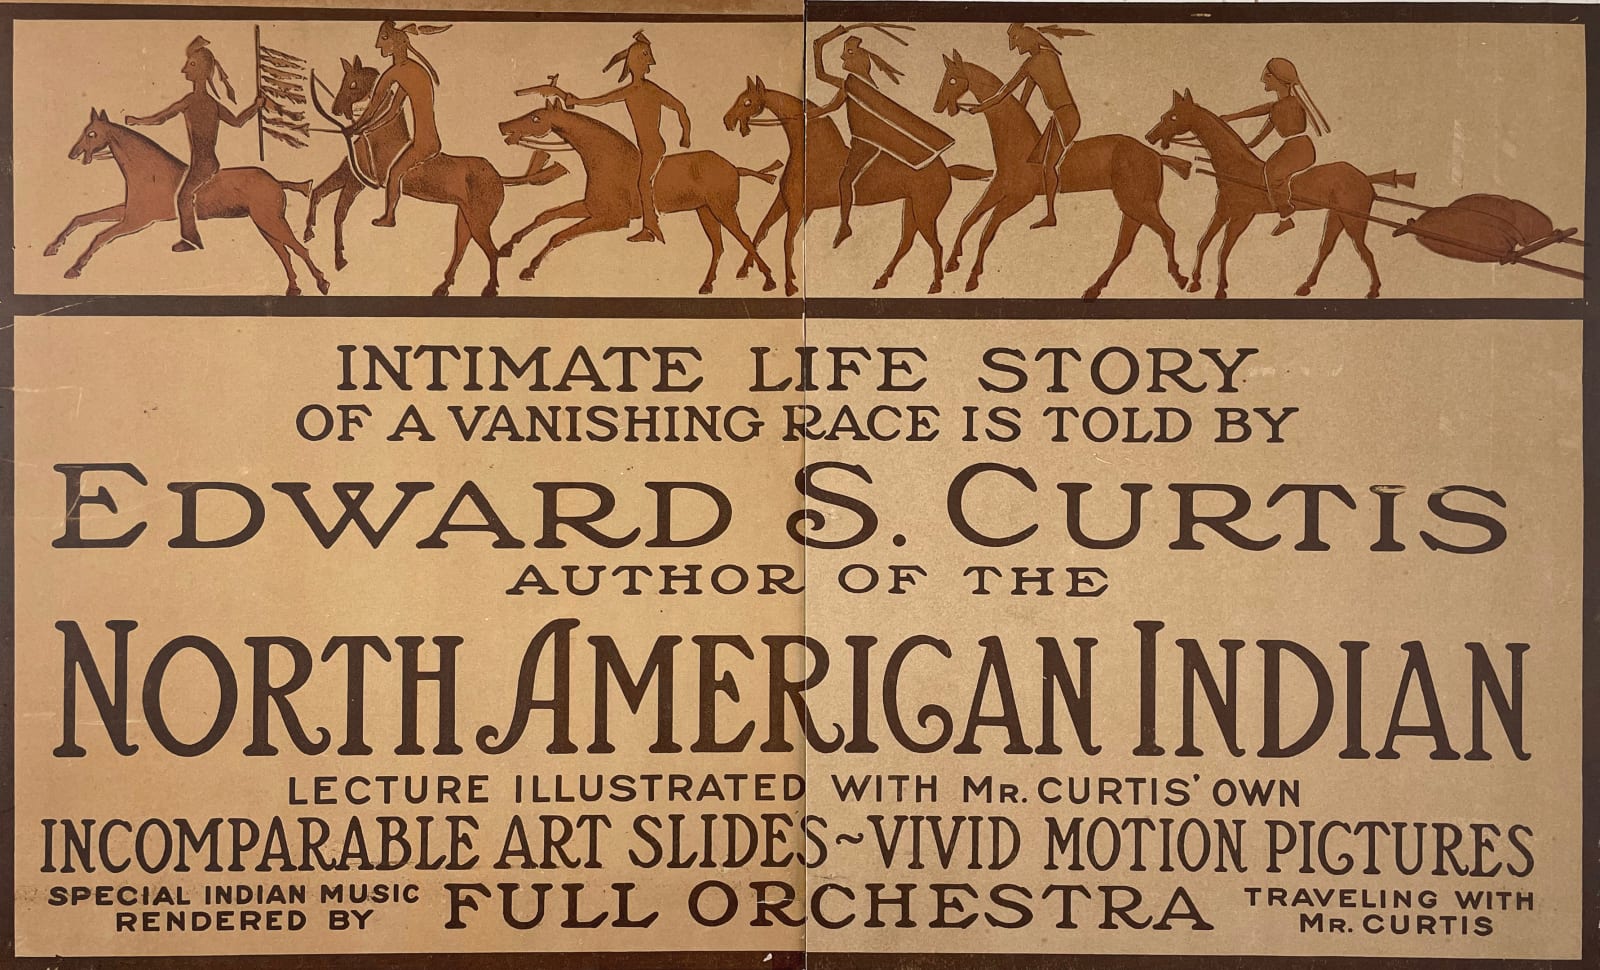 INTIMATE LIFE STORY
OF A VANISHING RACE IS TOLD BY
EDWARD S. CURTIS
AUTHOR OF THE
NORTH AMERICAN INDIAN
LECTURE ILLUSTRATED WITH MR. CURTIS' OWN
INCOMPARABLE ART SLIDES~VIVID MOTION PICTURES
SPECIAL INDIAN MUSIC
RENDERED BY
FULL ORCHESTRA
TRAVELING WITH
MR. CURTIS